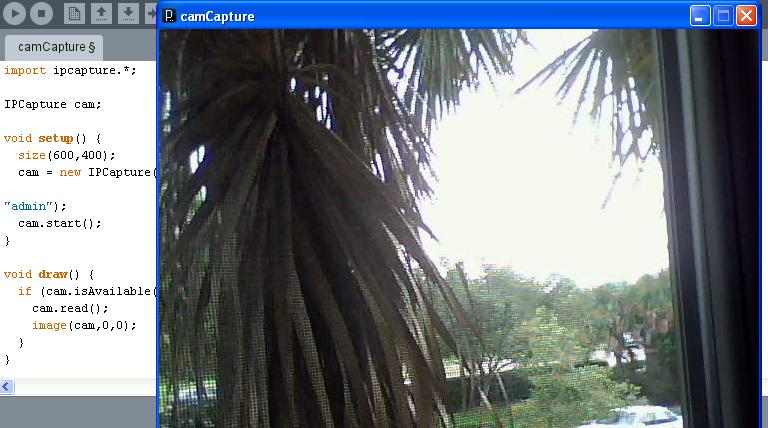 camCapture
camCapture §
import ipcapture.*;
IPCapture cam;
void setup() {
size(600,400);
cam = new IPCapture(
"admin");
cam.start();
}
void draw() {
if (cam.isAvailable(
cam.read();
image(cam,0,0);
}
}